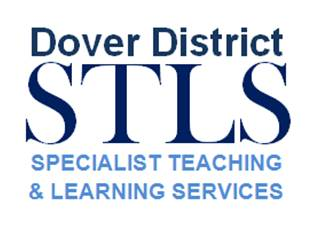 Dover District
STLS
SPECIALIST TEACHING
& LEARNING SERVICES